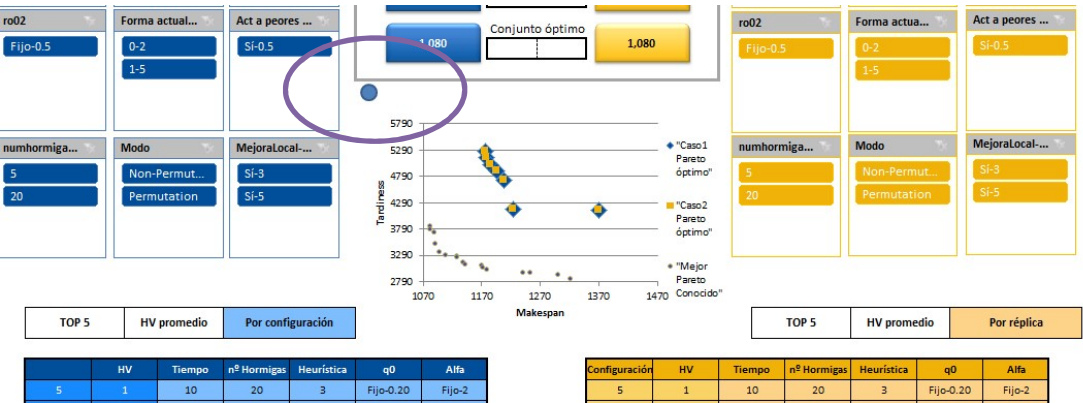 ro02
Forma actual...
Act a peores ...
Fijo-0.5
0-2
1-5
Sí-0.5
Conjunto óptimo
1,080
1,080
ro02
Forma actua...
Act a peores ...
Fijo-0.5
0-2
1-5
Sí-0.5
numhormiga...
Modo
MejoraLocal-...
5
20
Non-Permut...
Permutation
Sí-3
Sí-5
5790
5290
4790
4290
3790
3290
2790
Tardiness
1070
1170
1270
1370
1470
Makespan
"Caso1
Pareto
óptimo"
"Caso2
Pareto
óptimo"
"Mejor
Pareto
Conocido"
numhormiga...
Modo
MejoraLocal-...
5
20
Non-Permut...
Permutation
Sí-3
Sí-5
TOP 5
HV promedio
Por configuración
TOP 5
HV promedio
Por réplica
HV Tiempo nº Hormigas Heurística q0 Alfa
5 1 10 20 3 Fijo-0.20 Fijo-2
Configuración HV Tiempo nº Hormigas Heurística q0 Alfa
5 1 10 20 3 Fijo-0.20 Fijo-2